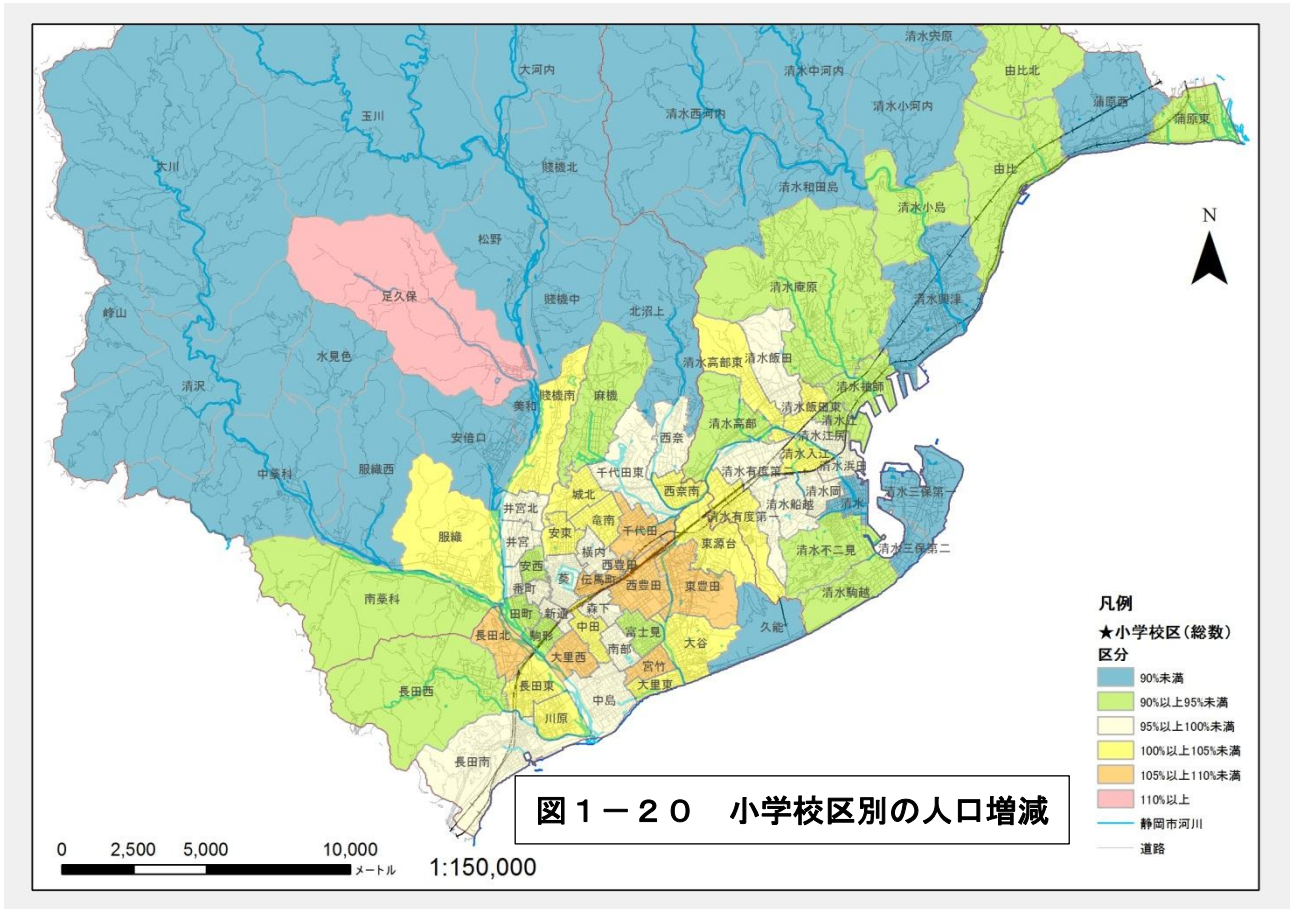 清水宍原
大河内
清水中河内
由比北
玉川
清水西河内
清水小河内
蒲原西
蒲原東
大川
賤機北
清水和田島
由比
清水小島
松野
足久保
清水庵原
賤機中
北沼上
清水興津
峰山
水見色
清水高部東
清水飯田
清沢
賤機南
麻機
清水袖師
美和
清水飯田東
清水辻
安倍口
西奈
清水高部
清水江尻
服織西
中藁科
千代田東
清水入江
清水浜田
清水有度第二
清水三保第一
城北
西奈南
清水岡
井宮北
清水船越
清水
竜南
千代田
清水有度第一
服織
安東
井宮
横内
東源台
清水不二見
清水三保第二
安西
西豊田
葵
伝馬町
西豊田
東豊田
番町
清水駒越
南藁科
田町
新通
森下
久能
長田北
駒形
中田
富士見
大谷
南部
大里西
宮竹
長田西
長田東
大里東
中島
川原
長田南
N
凡例
★小学校区(総数)
区分
90%未満
90%以上95%未満
95%以上100%未満
100%以上105%未満
105%以上110%未満
110%以上
静岡市河川
道路
図1-20 小学校区別の人口増減
0 2,500 5,000 10,000
メートル 1:150,000